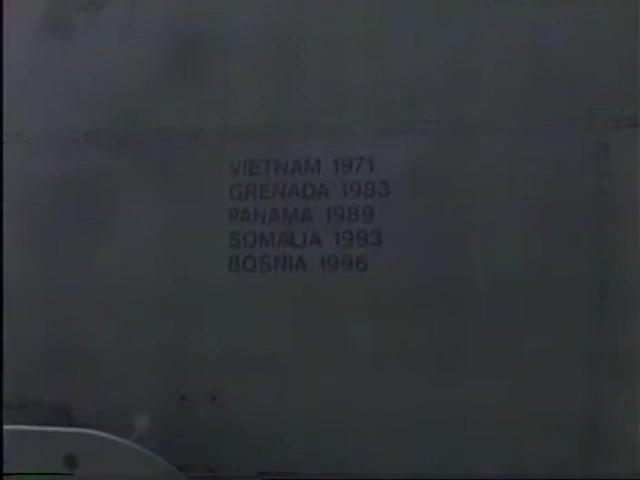 VIETNAM 1971
GRENADA 1983
PANAMA 1989
SOMALIA 1993
BOSNIA 1996